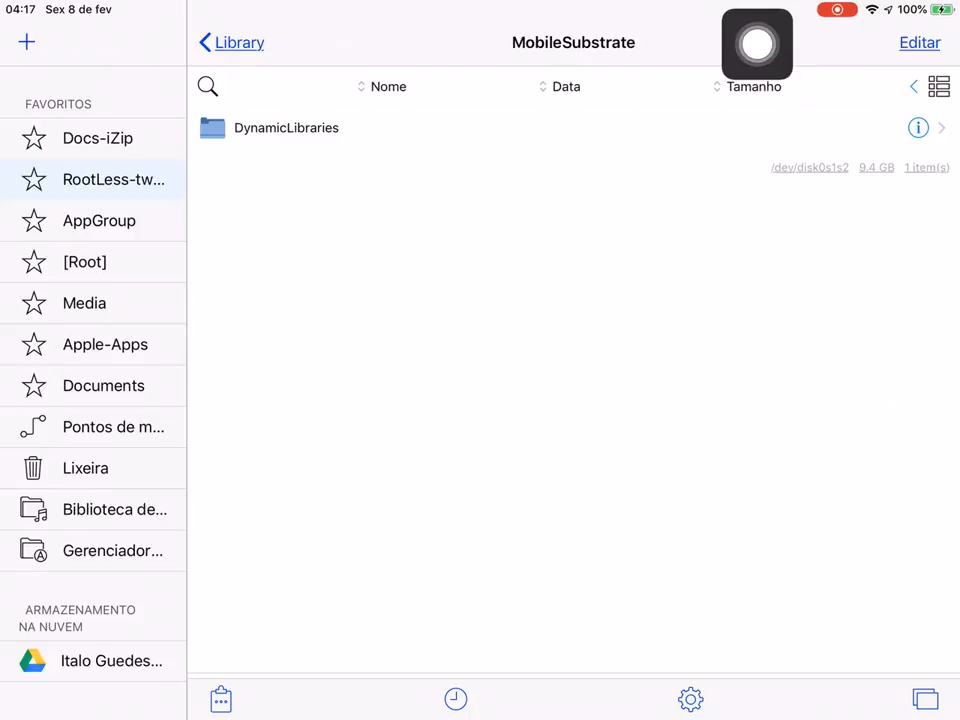 04:17 Sex 8 de fev
100%
Library
MobileSubstrate
Editar
Nome
Data
Tamanho
FAVORITOS
Docs-iZip
RootLess-tw...
AppGroup
[Root]
Media
Apple-Apps
Documents
Pontos de m...
Lixeira
Biblioteca de...
Gerenciador...
ARMAZENAMENTO
NA NUVEM
Italo Guedes...
DynamicLibraries
/dev/disk0s1s2 9.4 GB 1 item(s)